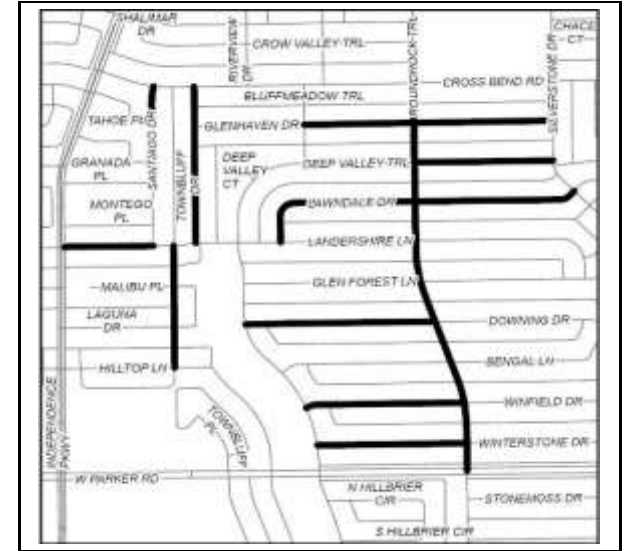 SHALIMAR
DR
CROW VALLEY TRL
RIVERVIEW
DR
ROUNDROCK TRL
CHACE
CT
SILVERSTONE DR
CROSS BEND RD
BLUFFMEADOW TRL
TAHOE PL
SANTIAGO DR
TOWNBLUFF
DR
GLENHAVEN DR
GRANADA
PL
DEEP
VALLEY
CT
DEEP VALLEY TRL
MONTEGO
PL
LAWNDALE DR
LANDERSHIRE LN
MALIBU PL
GLEN FOREST LN
LAGUNA
DR
DOWNING DR
HILLTOP LN
BENGAL LN
INDEPENDENCE
PKWY
TOWNBLUFF
PL
WINFIELD DR
WINTERSTONE DR
W PARKER RD
N HILLBRIER
CIR
STONEMOSS DR
S HILLBRIER CIR